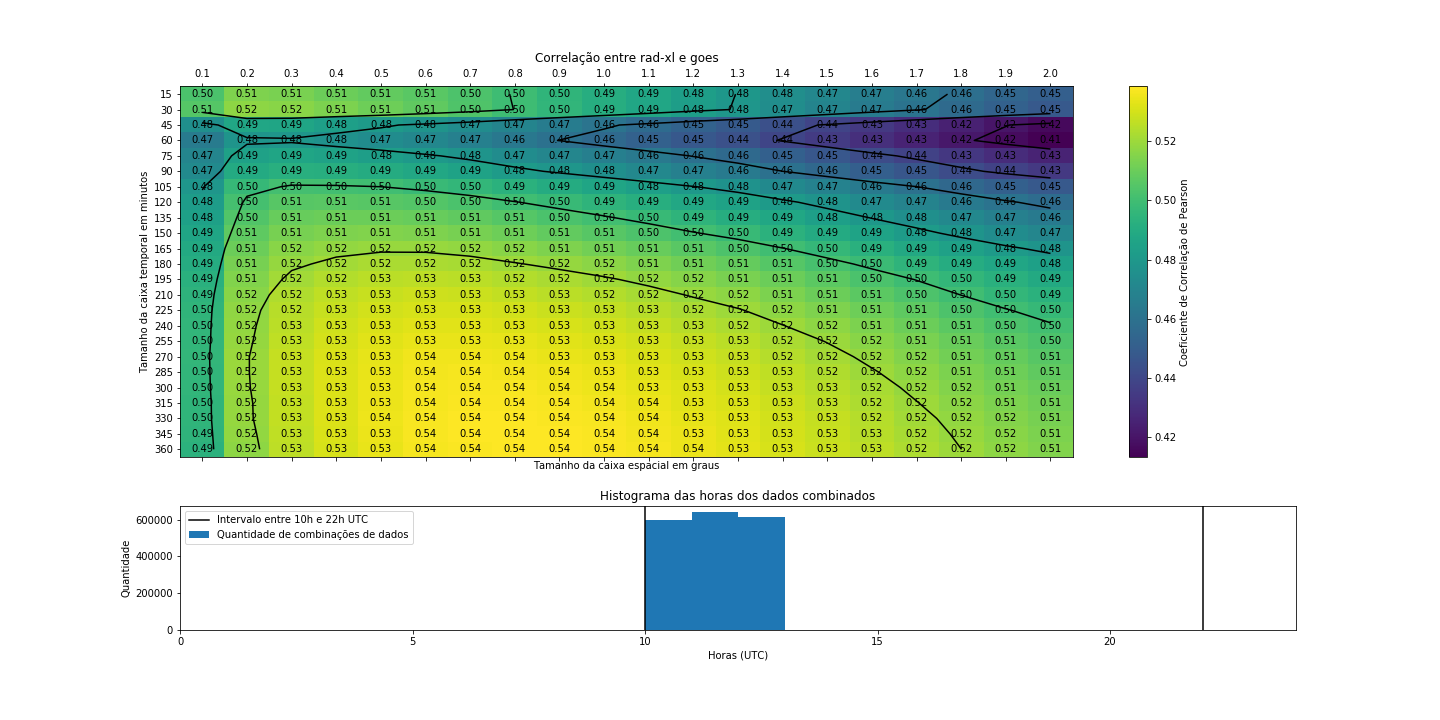 Correlação entre rad-xl e goes
0.1 0.2 0.3 0.4 0.5 0.6 0.7 0.8 0.9 1.0 1.1 1.2 1.3 1.4 1.5 1.6 1.7 1.8 1.9 2.0
15 0.50 0.51 0.51 0.51 0.51 0.51 0.50 0.50 0.50 0.49 0.49 0.48 0.48 0.48 0.47 0.47 0.46 0.46 0.45 0.45
30 0.51 0.52 0.52 0.51 0.51 0.51 0.50 0.50 0.50 0.49 0.49 0.48 0.48 0.47 0.47 0.47 0.46 0.46 0.45 0.45
45 0.48 0.49 0.49 0.48 0.48 0.48 0.47 0.47 0.47 0.46 0.46 0.45 0.45 0.44 0.44 0.43 0.43 0.42 0.42 0.42
60 0.47 0.48 0.48 0.48 0.47 0.47 0.47 0.46 0.46 0.46 0.45 0.45 0.44 0.44 0.43 0.43 0.43 0.42 0.42 0.41
75 0.47 0.49 0.49 0.49 0.48 0.48 0.48 0.47 0.47 0.47 0.46 0.46 0.46 0.45 0.45 0.44 0.44 0.43 0.43 0.43
90 0.47 0.49 0.49 0.49 0.49 0.49 0.49 0.48 0.48 0.48 0.47 0.47 0.46 0.46 0.46 0.45 0.45 0.44 0.44 0.43
105 0.48 0.50 0.50 0.50 0.50 0.50 0.50 0.49 0.49 0.49 0.48 0.48 0.48 0.47 0.47 0.46 0.46 0.46 0.45 0.45
120 0.48 0.50 0.51 0.51 0.51 0.50 0.50 0.50 0.50 0.49 0.49 0.49 0.49 0.48 0.48 0.47 0.47 0.46 0.46 0.46
135 0.48 0.50 0.51 0.51 0.51 0.51 0.51 0.51 0.50 0.50 0.50 0.49 0.49 0.49 0.48 0.48 0.48 0.47 0.47 0.46
150 0.49 0.51 0.51 0.51 0.51 0.51 0.51 0.51 0.51 0.51 0.50 0.50 0.50 0.49 0.49 0.49 0.48 0.48 0.47 0.47
165 0.49 0.51 0.52 0.52 0.52 0.52 0.52 0.52 0.51 0.51 0.51 0.51 0.50 0.50 0.50 0.49 0.49 0.49 0.48 0.48
180 0.49 0.51 0.52 0.52 0.52 0.52 0.52 0.52 0.52 0.52 0.51 0.51 0.51 0.51 0.50 0.50 0.49 0.49 0.49 0.48
195 0.49 0.51 0.52 0.52 0.52 0.52 0.52 0.52 0.52 0.52 0.52 0.52 0.51 0.51 0.51 0.50 0.50 0.50 0.49 0.49
210 0.49 0.52 0.52 0.53 0.53 0.53 0.53 0.53 0.53 0.52 0.52 0.52 0.52 0.51 0.51 0.51 0.50 0.50 0.50 0.49
225 0.50 0.52 0.52 0.53 0.53 0.53 0.53 0.53 0.53 0.53 0.53 0.52 0.52 0.52 0.51 0.51 0.51 0.50 0.50 0.50
240 0.50 0.52 0.53 0.53 0.53 0.53 0.53 0.53 0.53 0.53 0.53 0.53 0.52 0.52 0.52 0.51 0.51 0.51 0.50 0.50
255 0.50 0.52 0.53 0.53 0.53 0.53 0.53 0.53 0.53 0.53 0.53 0.53 0.53 0.52 0.52 0.52 0.51 0.51 0.51 0.50
270 0.50 0.52 0.53 0.53 0.53 0.54 0.54 0.54 0.53 0.53 0.53 0.53 0.53 0.53 0.52 0.52 0.52 0.51 0.51 0.51
285 0.50 0.52 0.53 0.53 0.53 0.54 0.54 0.54 0.54 0.54 0.53 0.53 0.53 0.53 0.52 0.52 0.52 0.51 0.51 0.51
300 0.50 0.52 0.53 0.53 0.53 0.54 0.54 0.54 0.54 0.54 0.53 0.53 0.53 0.53 0.53 0.52 0.52 0.52 0.51 0.51
315 0.50 0.52 0.53 0.53 0.53 0.54 0.54 0.54 0.54 0.54 0.54 0.53 0.53 0.53 0.53 0.52 0.52 0.52 0.51 0.51
330 0.50 0.52 0.53 0.53 0.54 0.54 0.54 0.54 0.54 0.54 0.54 0.53 0.53 0.53 0.53 0.52 0.52 0.52 0.52 0.51
345 0.49 0.52 0.53 0.53 0.53 0.54 0.54 0.54 0.54 0.54 0.54 0.53 0.53 0.53 0.53 0.53 0.52 0.52 0.52 0.51
360 0.49 0.52 0.53 0.53 0.53 0.54 0.54 0.54 0.54 0.54 0.54 0.53 0.53 0.53 0.53 0.53 0.52 0.52 0.52 0.51
Tamanho da caixa temporal em minutos
Tamanho da caixa espacial em graus
0.52
0.50
0.48
0.46
0.44
0.42
Coeficiente de Correlação de Pearson
Histograma das horas dos dados combinados
Intervalo entre 10h e 22h UTC
Quantidade de combinações de dados
600000
400000
200000
0
Quantidade
0 5 10 15 20
Horas (UTC)